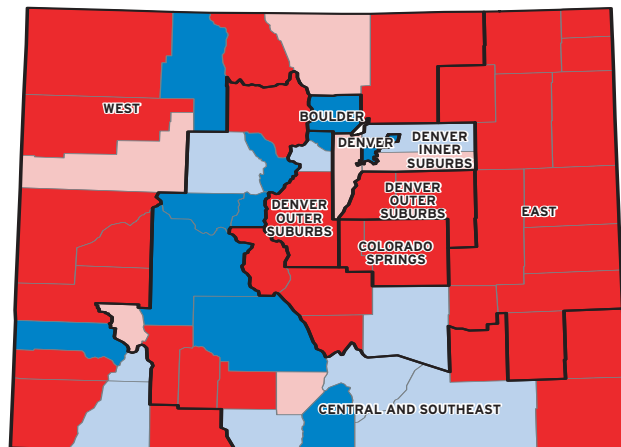 WEST
BOULDER
DENVER
DENVER
INNER
SUBURBS
DENVER
OUTER
SUBURBS
DENVER
OUTER
SUBURBS
EAST
COLORADO
SPRINGS
CENTRAL AND SOUTHEAST